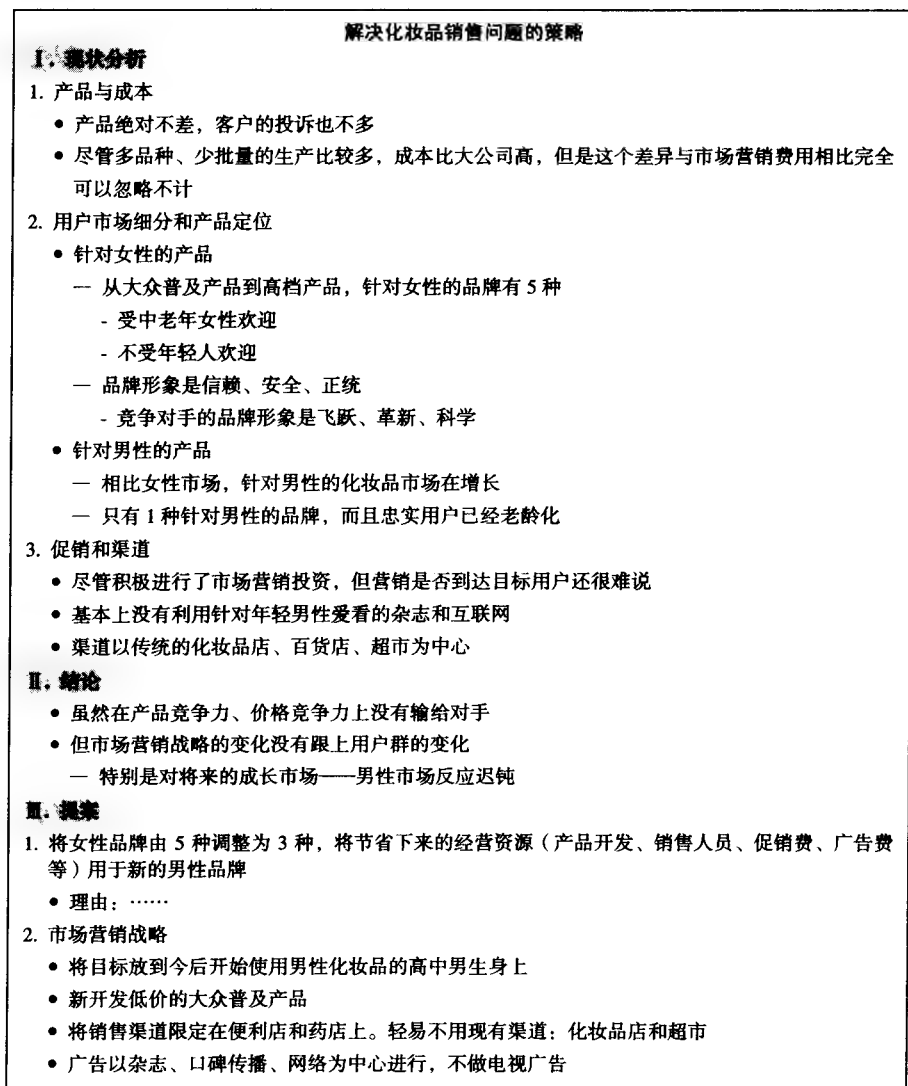 解决化妆品销售问题的策略
Ⅰ. 现状分析
1. 产品与成本
• 产品绝对不差，客户的投诉也不多
• 尽管多品种、少批量的生产比较多，成本比大公司高，但是这个差异与市场营销费用相比完全
可以忽略不计
2. 用户市场细分和产品定位
• 针对女性的产品
— 从大众普及产品到高档产品，针对女性的品牌有 5 种
- 受中老年女性欢迎
- 不受年轻人欢迎
— 品牌形象是信赖、安全、正统
- 竞争对手的品牌形象是飞跃、革新、科学
• 针对男性的产品
— 相比女性市场，针对男性的化妆品市场在增长
— 只有 1 种针对男性的品牌，而且忠实用户已经老龄化
3. 促销和渠道
• 尽管积极进行了市场营销投资，但营销是否到达目标用户还很难说
• 基本上没有利用针对年轻男性爱看的杂志和互联网
• 渠道以传统的化妆品店、百货店、超市为中心
Ⅱ. 结论
• 虽然在产品竞争力、价格竞争力上没有输给对手
• 但市场营销战略的变化没有跟上用户群的变化
— 特别是对将来的成长市场——男性市场反应迟钝
Ⅲ. 提案
1. 将女性品牌由 5 种调整为 3 种，将节省下来的经营资源（产品开发、销售人员、促销费、广告费
等）用于新的男性品牌
• 理由：……
2. 市场营销战略
• 将目标放到今后开始使用男性化妆品的高中男生身上
• 新开发低价的大众普及产品
• 将销售渠道限定在便利店和药店上。轻易不用现有渠道：化妆品店和超市
• 广告以杂志、口碑传播、网络为中心进行，不做电视广告